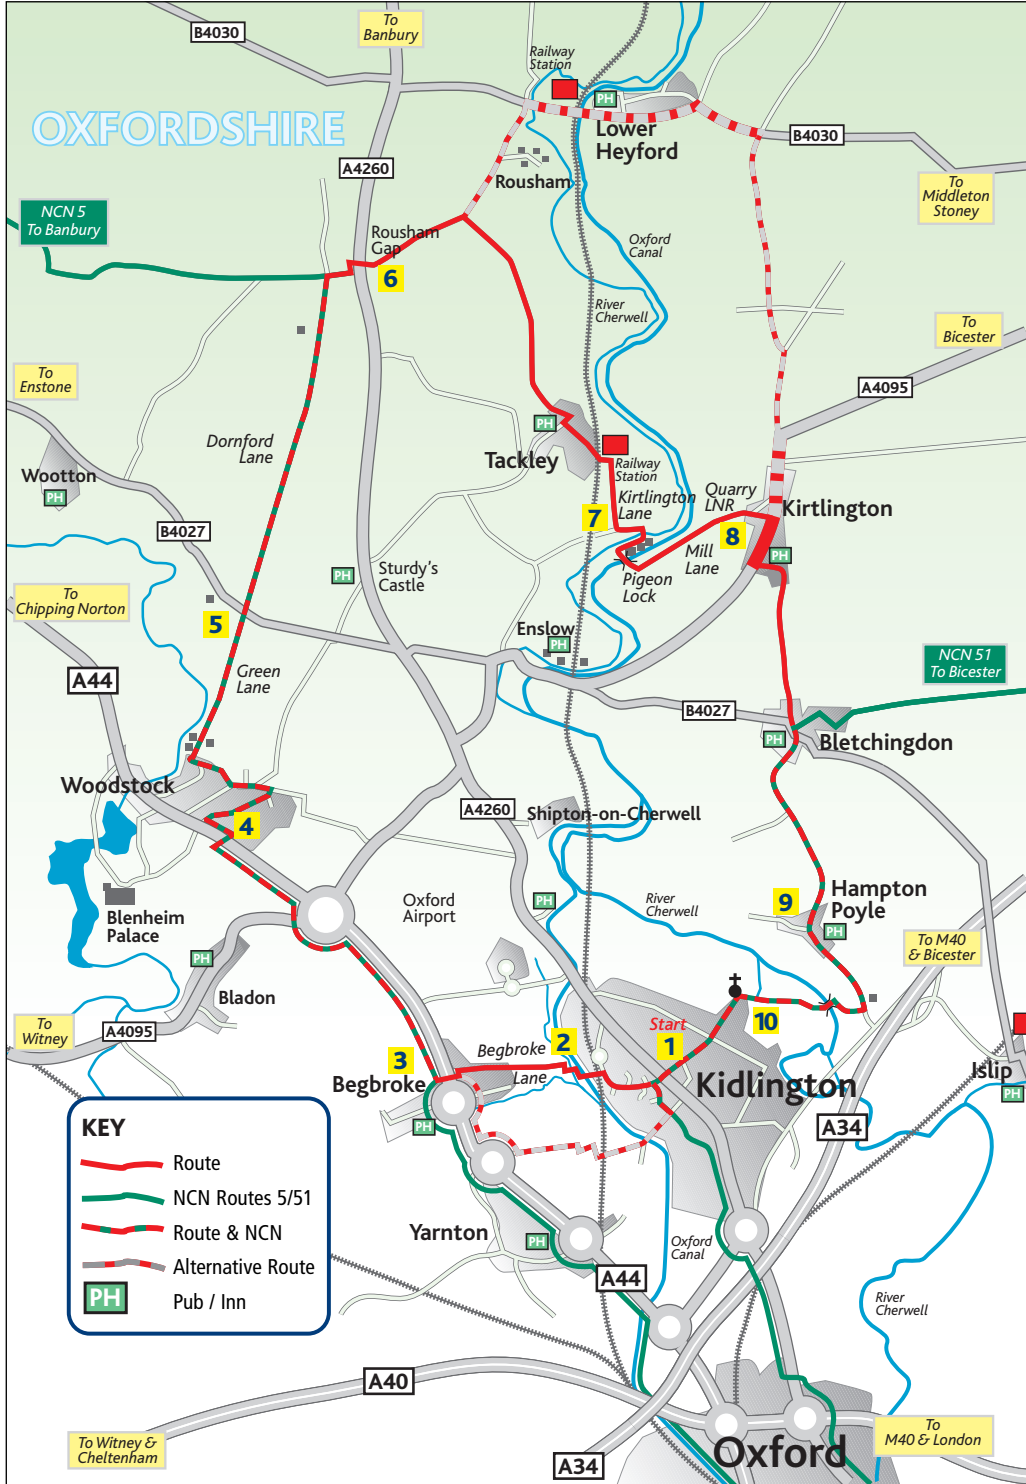 To
Banbury
B4030
Railway
Station
PH
OXFORDSHIRE
Lower
Heyford
B4030
A4260
Rousham
To
Middleton
Stoney
NCN 5
To Banbury
Rousham
Gap
Oxford
Canal
6
River
Cherwell
To
Bicester
To
Enstone
A4095
PH
Dornford
Lane
Tackley
Railway
Station
Wootton
PH
Kirtlington
Lane
Quarry
LNR
Kirtlington
7
8
B4027
PH
Mill
Lane
PH
Sturdy's
Castle
Pigeon
Lock
To
Chipping Norton
5
Enslow
PH
A44
Green
Lane
NCN 51
To Bicester
B4027
PH
Bletchingdon
Woodstock
A4260
Shipton-on-Cherwell
4
Hampton
Poyle
9
PH
Blenheim
Palace
Oxford
Airport
PH
River
Cherwell
To M40
& Bicester
PH
Bladon
To
Witney
A4095
Start
10
1
2
3
Begbroke
Lane
Begbroke
Kidlington
Islip
PH
PH
A34
KEY
Route
NCN Routes 5/51
Route & NCN
Alternative Route
PH
Pub / Inn
Yarnton
PH
Oxford
Canal
A44
River
Cherwell
A40
To Witney &
Cheltenham
Oxford
To
M40 & London
A34